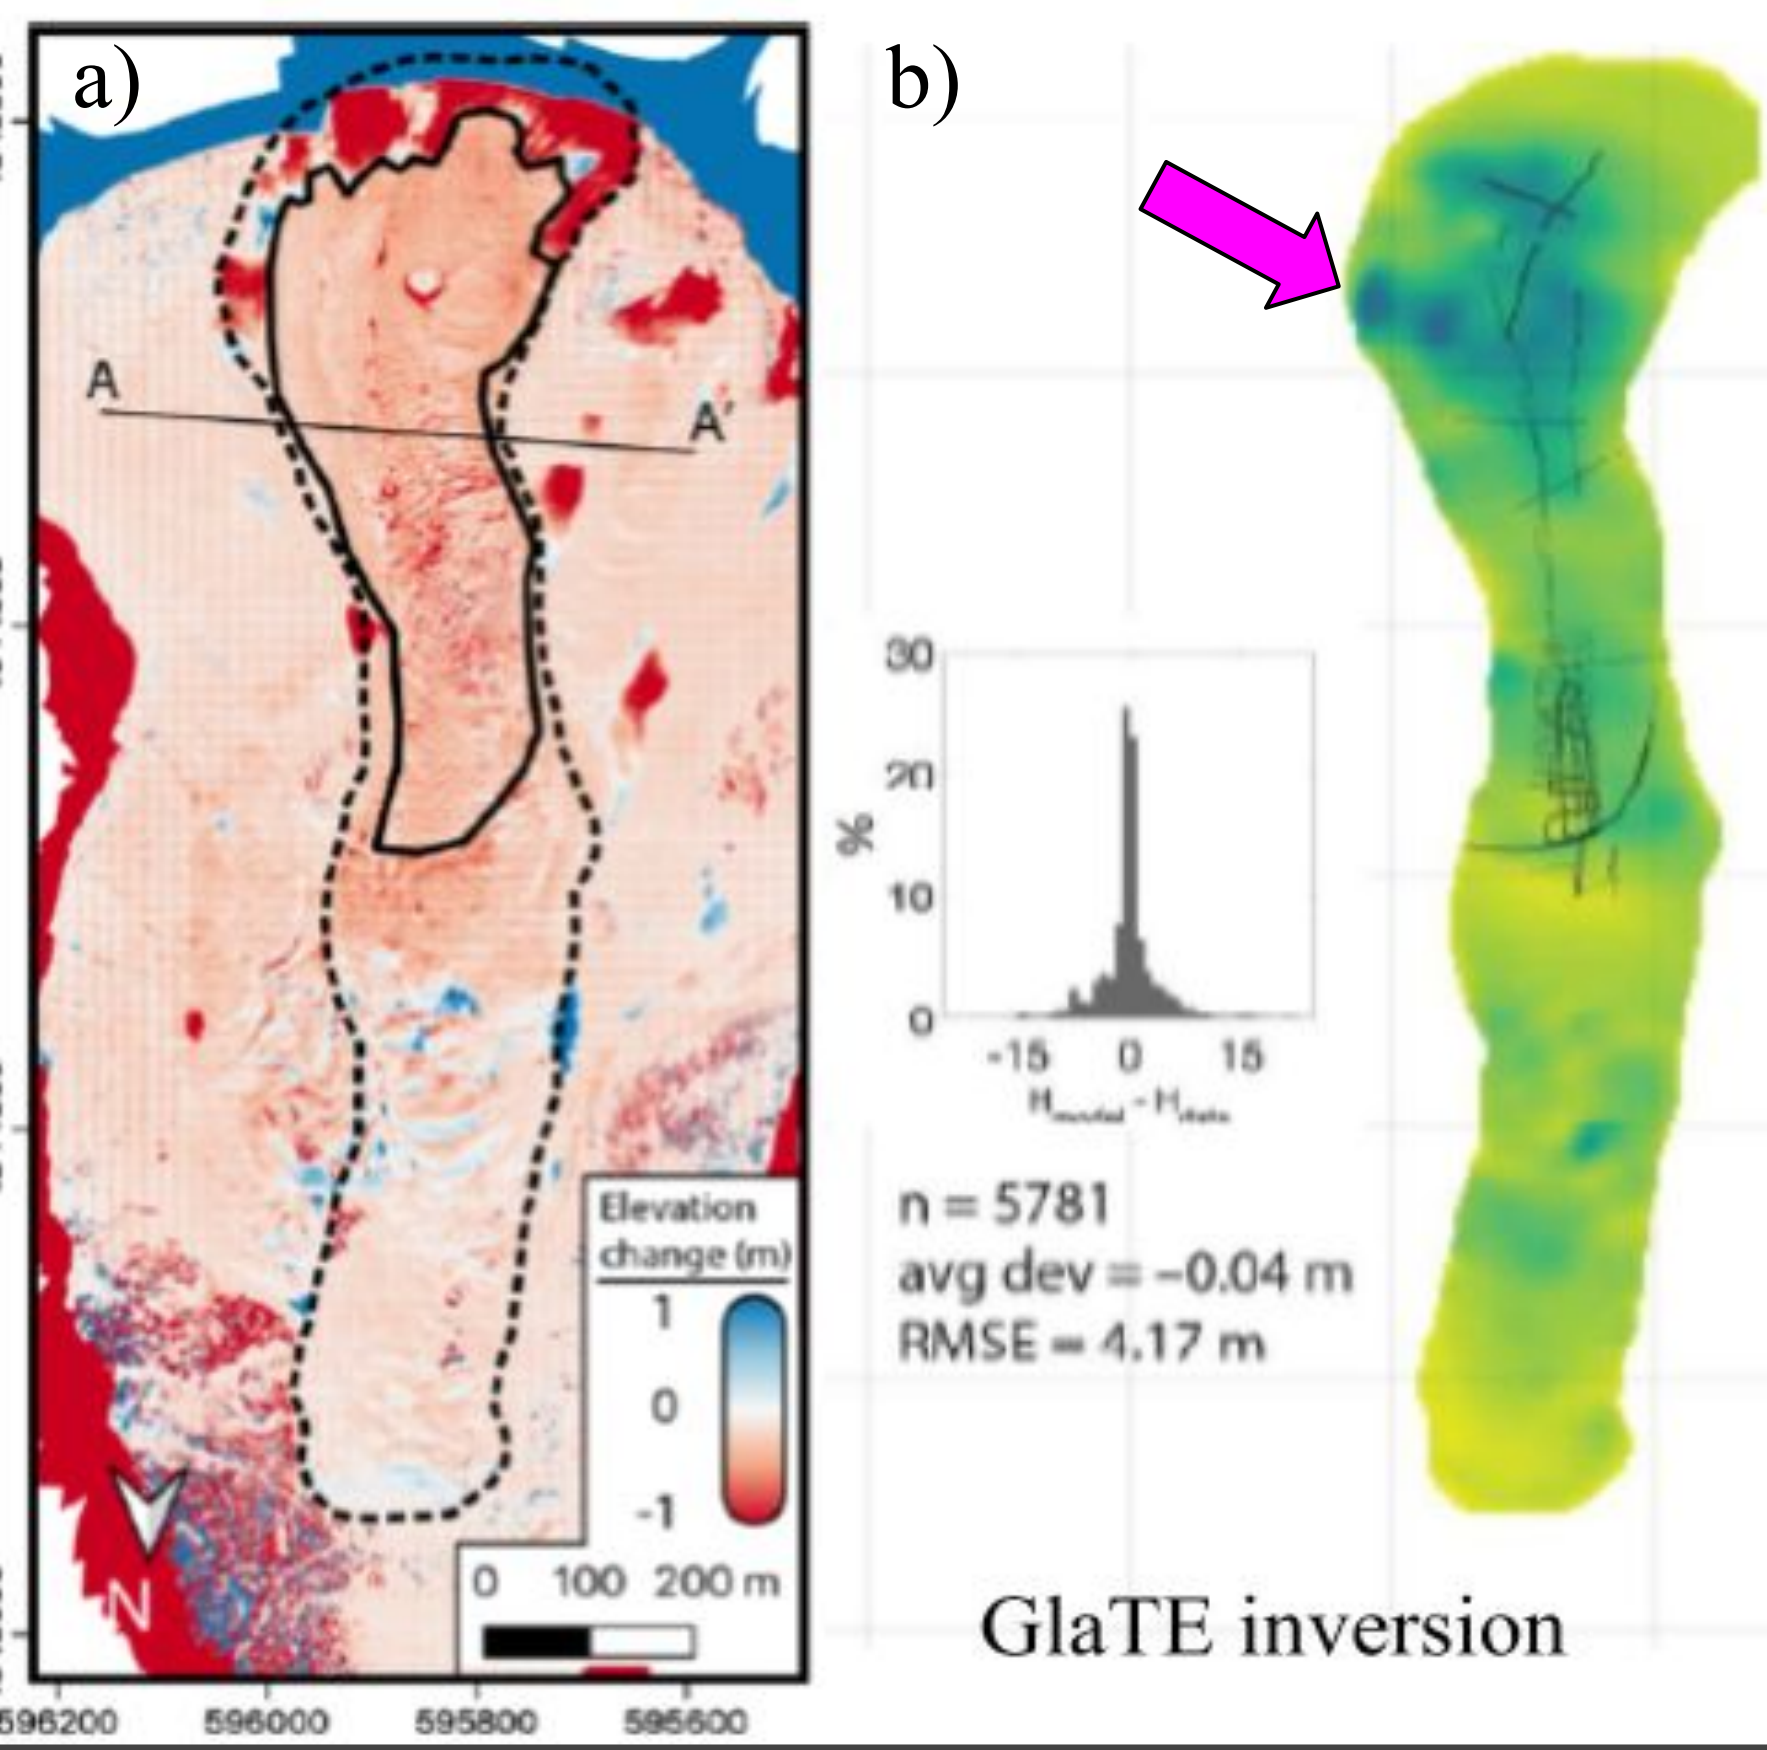 a)
A
A'
Elevation
change (m)
1
0
-1
N
0 100 200 m
596200 596000 595800 595600
b)
30
20
10
0
%
-15 0 15
n = 5781
avg dev = −0.04 m
RMSE = 4.17 m
GlaTE inversion